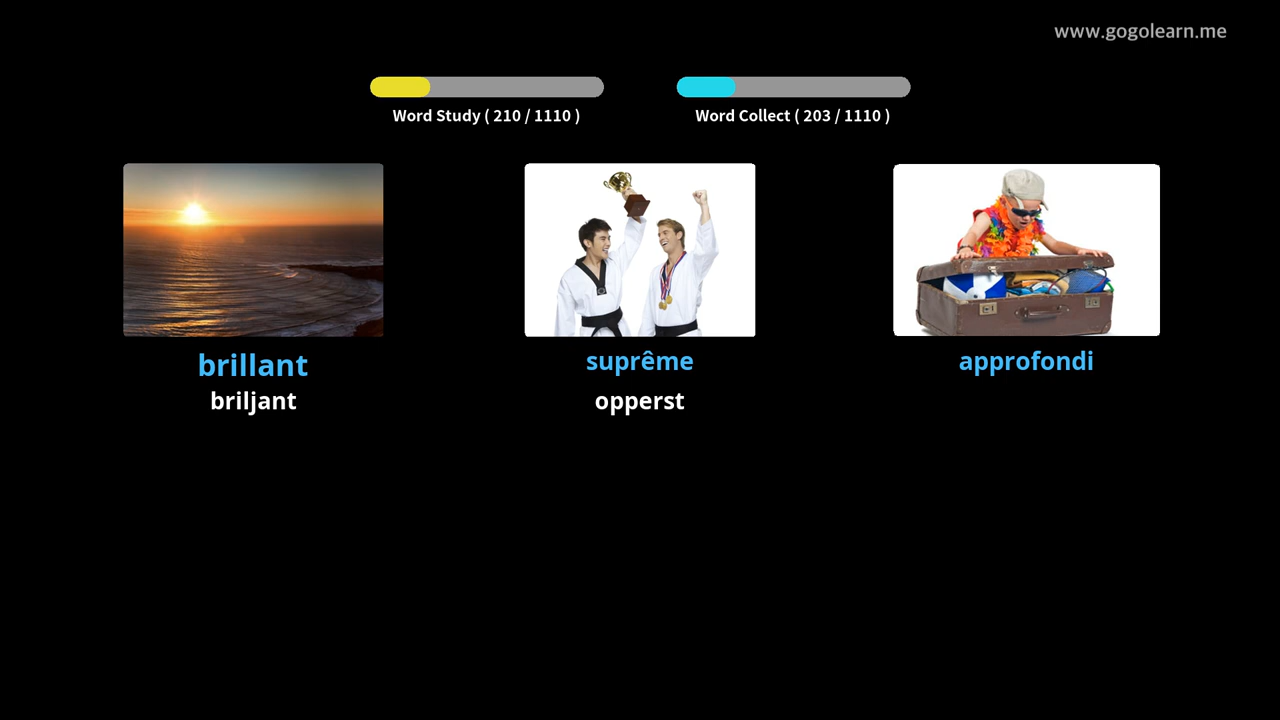 www.gogolearn.me
Word Study ( 210 / 1110 )
Word Collect ( 203 / 1110 )
brillant
briljant
suprême
opperst
approfondi